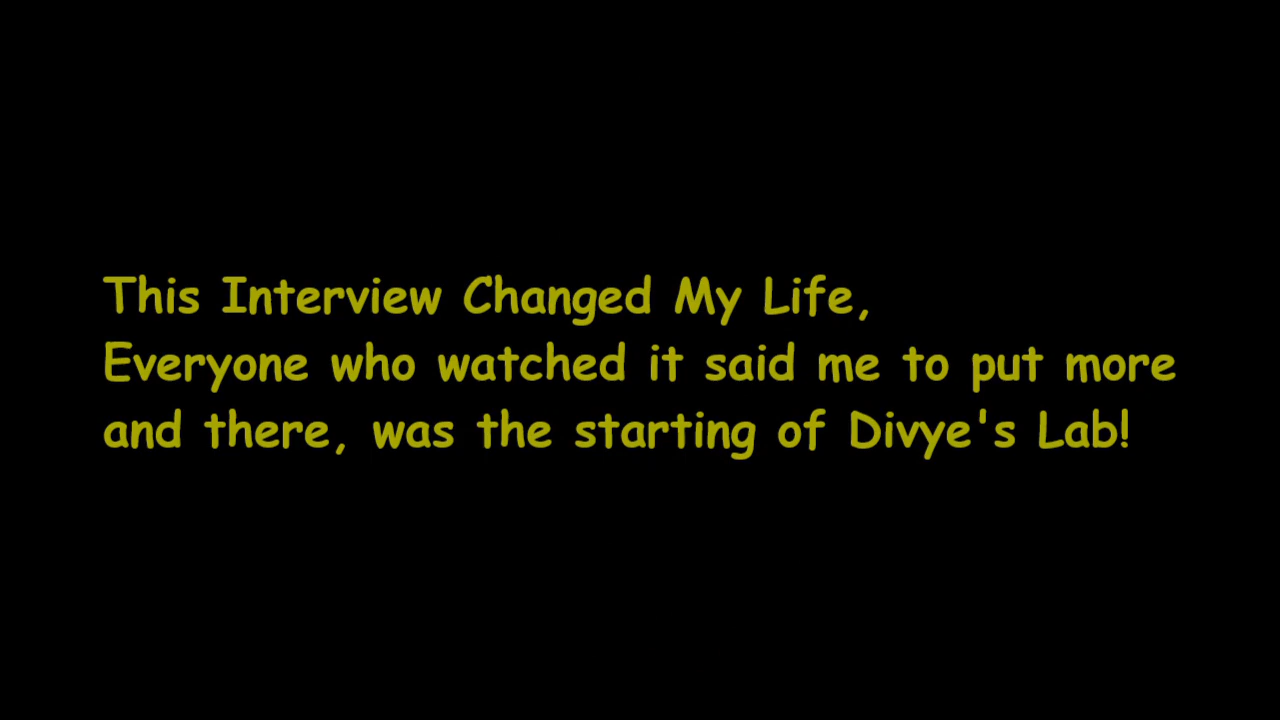 This Interview Changed My Life,
Everyone who watched it said me to put more
and there, was the starting of Divye's Lab!